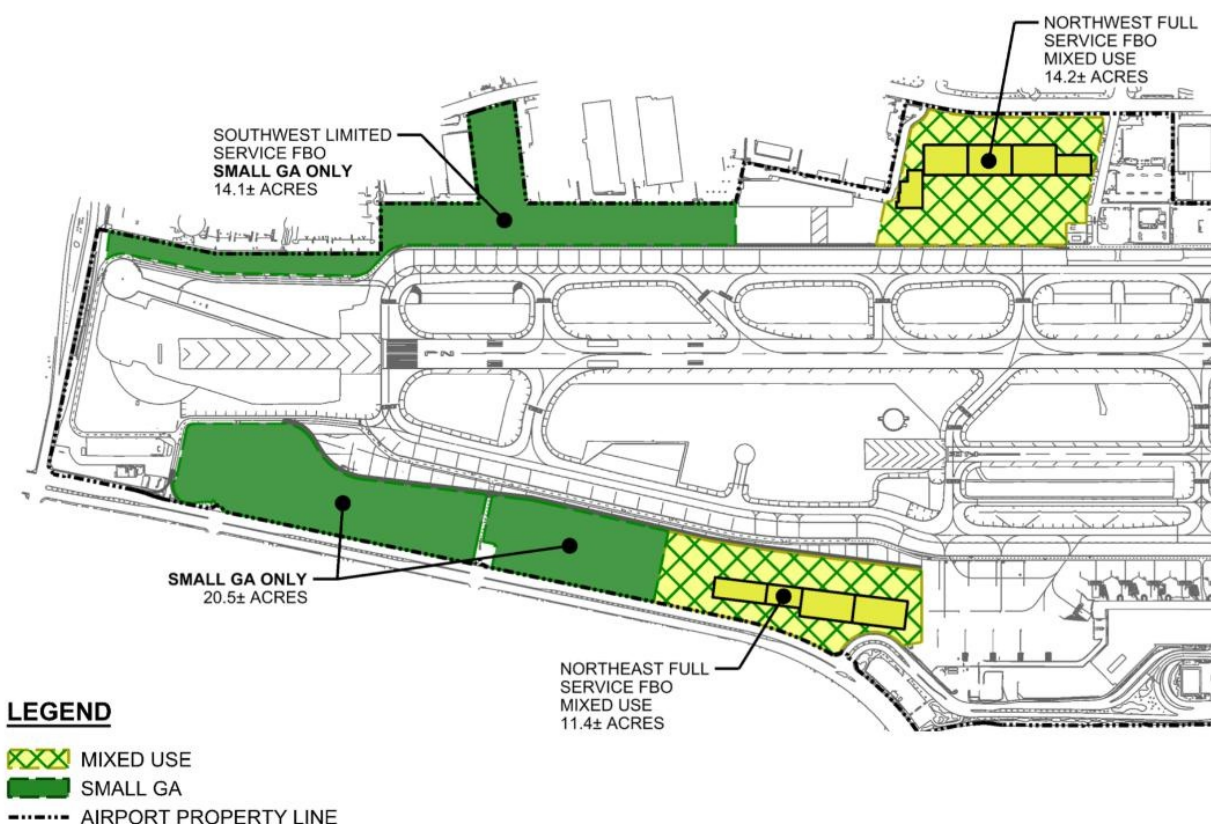 NORTHWEST FULL
SERVICE FBO
MIXED USE
14.2± ACRES
SOUTHWEST LIMITED
SERVICE FBO
SMALL GA ONLY
14.1± ACRES
SMALL GA ONLY
20.5± ACRES
NORTHEAST FULL
SERVICE FBO
MIXED USE
11.4± ACRES
LEGEND
MIXED USE
SMALL GA
AIRPORT PROPERTY LINE